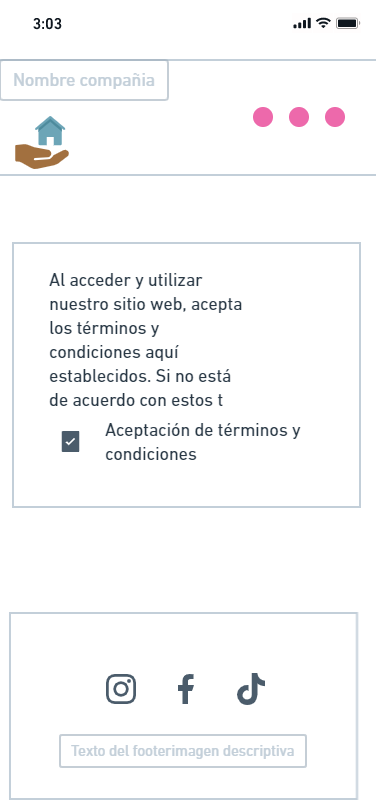 3:03
Nombre compañia
Al acceder y utilizar
nuestro sitio web, acepta
los términos y
condiciones aquí
establecidos. Si no está
de acuerdo con estos t
Aceptación de términos y
condiciones
Texto del footerimagen descriptiva